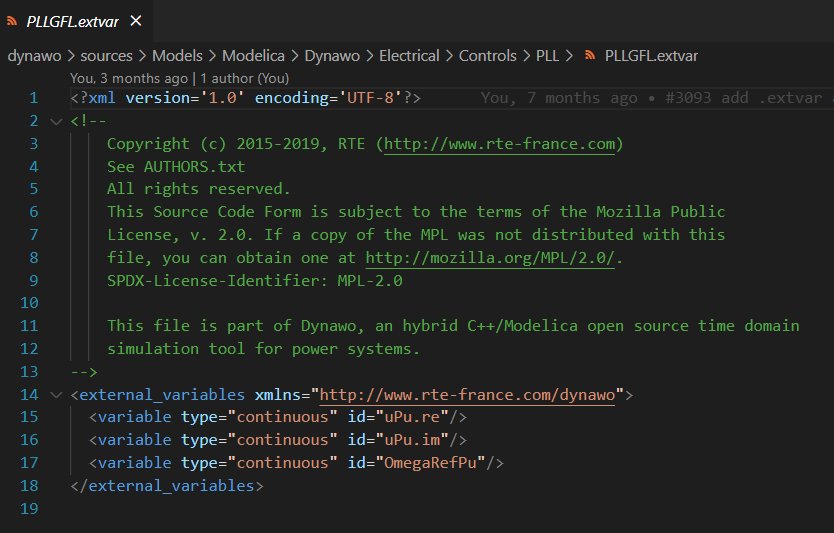 PLLGFL.extvar
dynawo > sources > Models > Modelica > Dynawo > Electrical > Controls > PLL > PLLGFL.extvar
You, 3 months ago | 1 author (You)
1 <?xml version='1.0' encoding='UTF-8'?> You, 7 months ago • #3093 add .extvar
2 <!--
3 Copyright (c) 2015-2019, RTE (http://www.rte-france.com)
4 See AUTHORS.txt
5 All rights reserved.
6 This Source Code Form is subject to the terms of the Mozilla Public
7 License, v. 2.0. If a copy of the MPL was not distributed with this
8 file, you can obtain one at http://mozilla.org/MPL/2.0/.
9 SPDX-License-Identifier: MPL-2.0
10
11 This file is part of Dynawo, an hybrid C++/Modelica open source time domain
12 simulation tool for power systems.
13 -->
14 <external_variables xmlns="http://www.rte-france.com/dynawo">
15 <variable type="continuous" id="uPu.re"/>
16 <variable type="continuous" id="uPu.im"/>
17 <variable type="continuous" id="OmegaRefPu"/>
18 </external_variables>
19